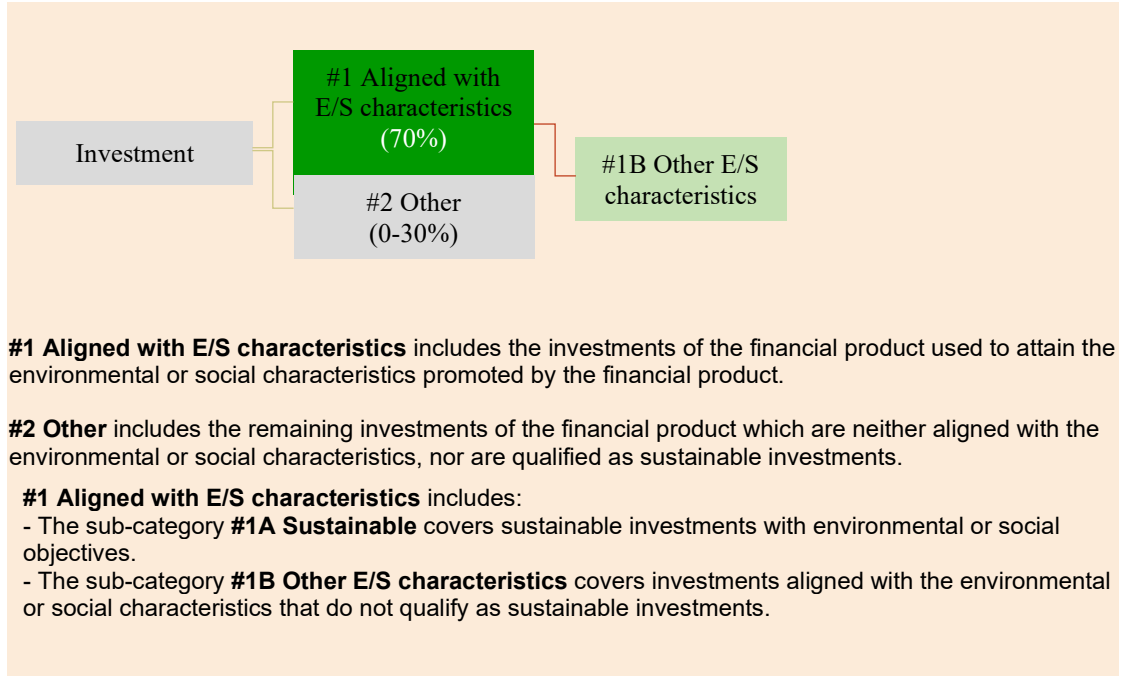 #1 Aligned with
E/S characteristics
(70%)
Investment
#1B Other E/S
characteristics
#2 Other
(0-30%)
#1 Aligned with E/S characteristics includes the investments of the financial product used to attain the
environmental or social characteristics promoted by the financial product.
#2 Other includes the remaining investments of the financial product which are neither aligned with the
environmental or social characteristics, nor are qualified as sustainable investments.
#1 Aligned with E/S characteristics includes:
- The sub-category #1A Sustainable covers sustainable investments with environmental or social
objectives.
- The sub-category #1B Other E/S characteristics covers investments aligned with the environmental
or social characteristics that do not qualify as sustainable investments.